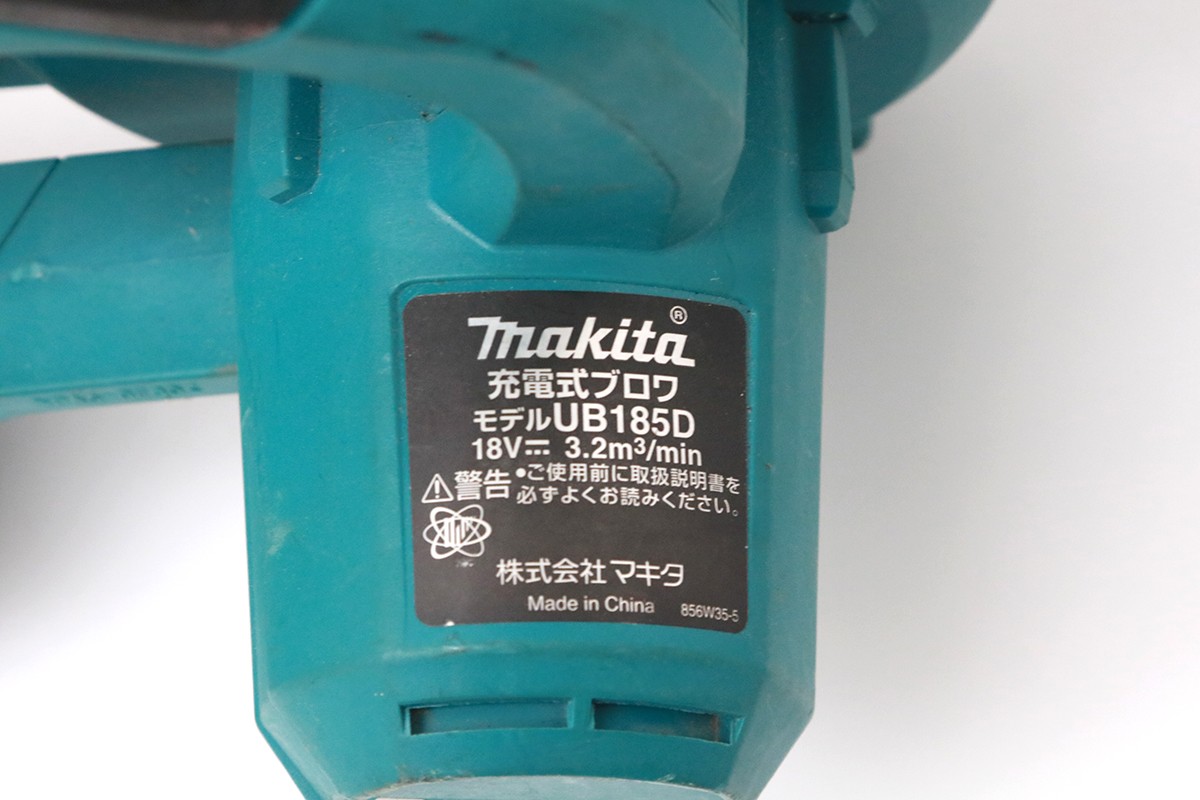 makita®
充電式ブロワ
モデルUB185D
18V⎓ 3.2m³/min
⚠警告 •ご使用前に取扱説明書を
必ずよくお読みください。
株式会社マキタ
Made in China 856W35-5